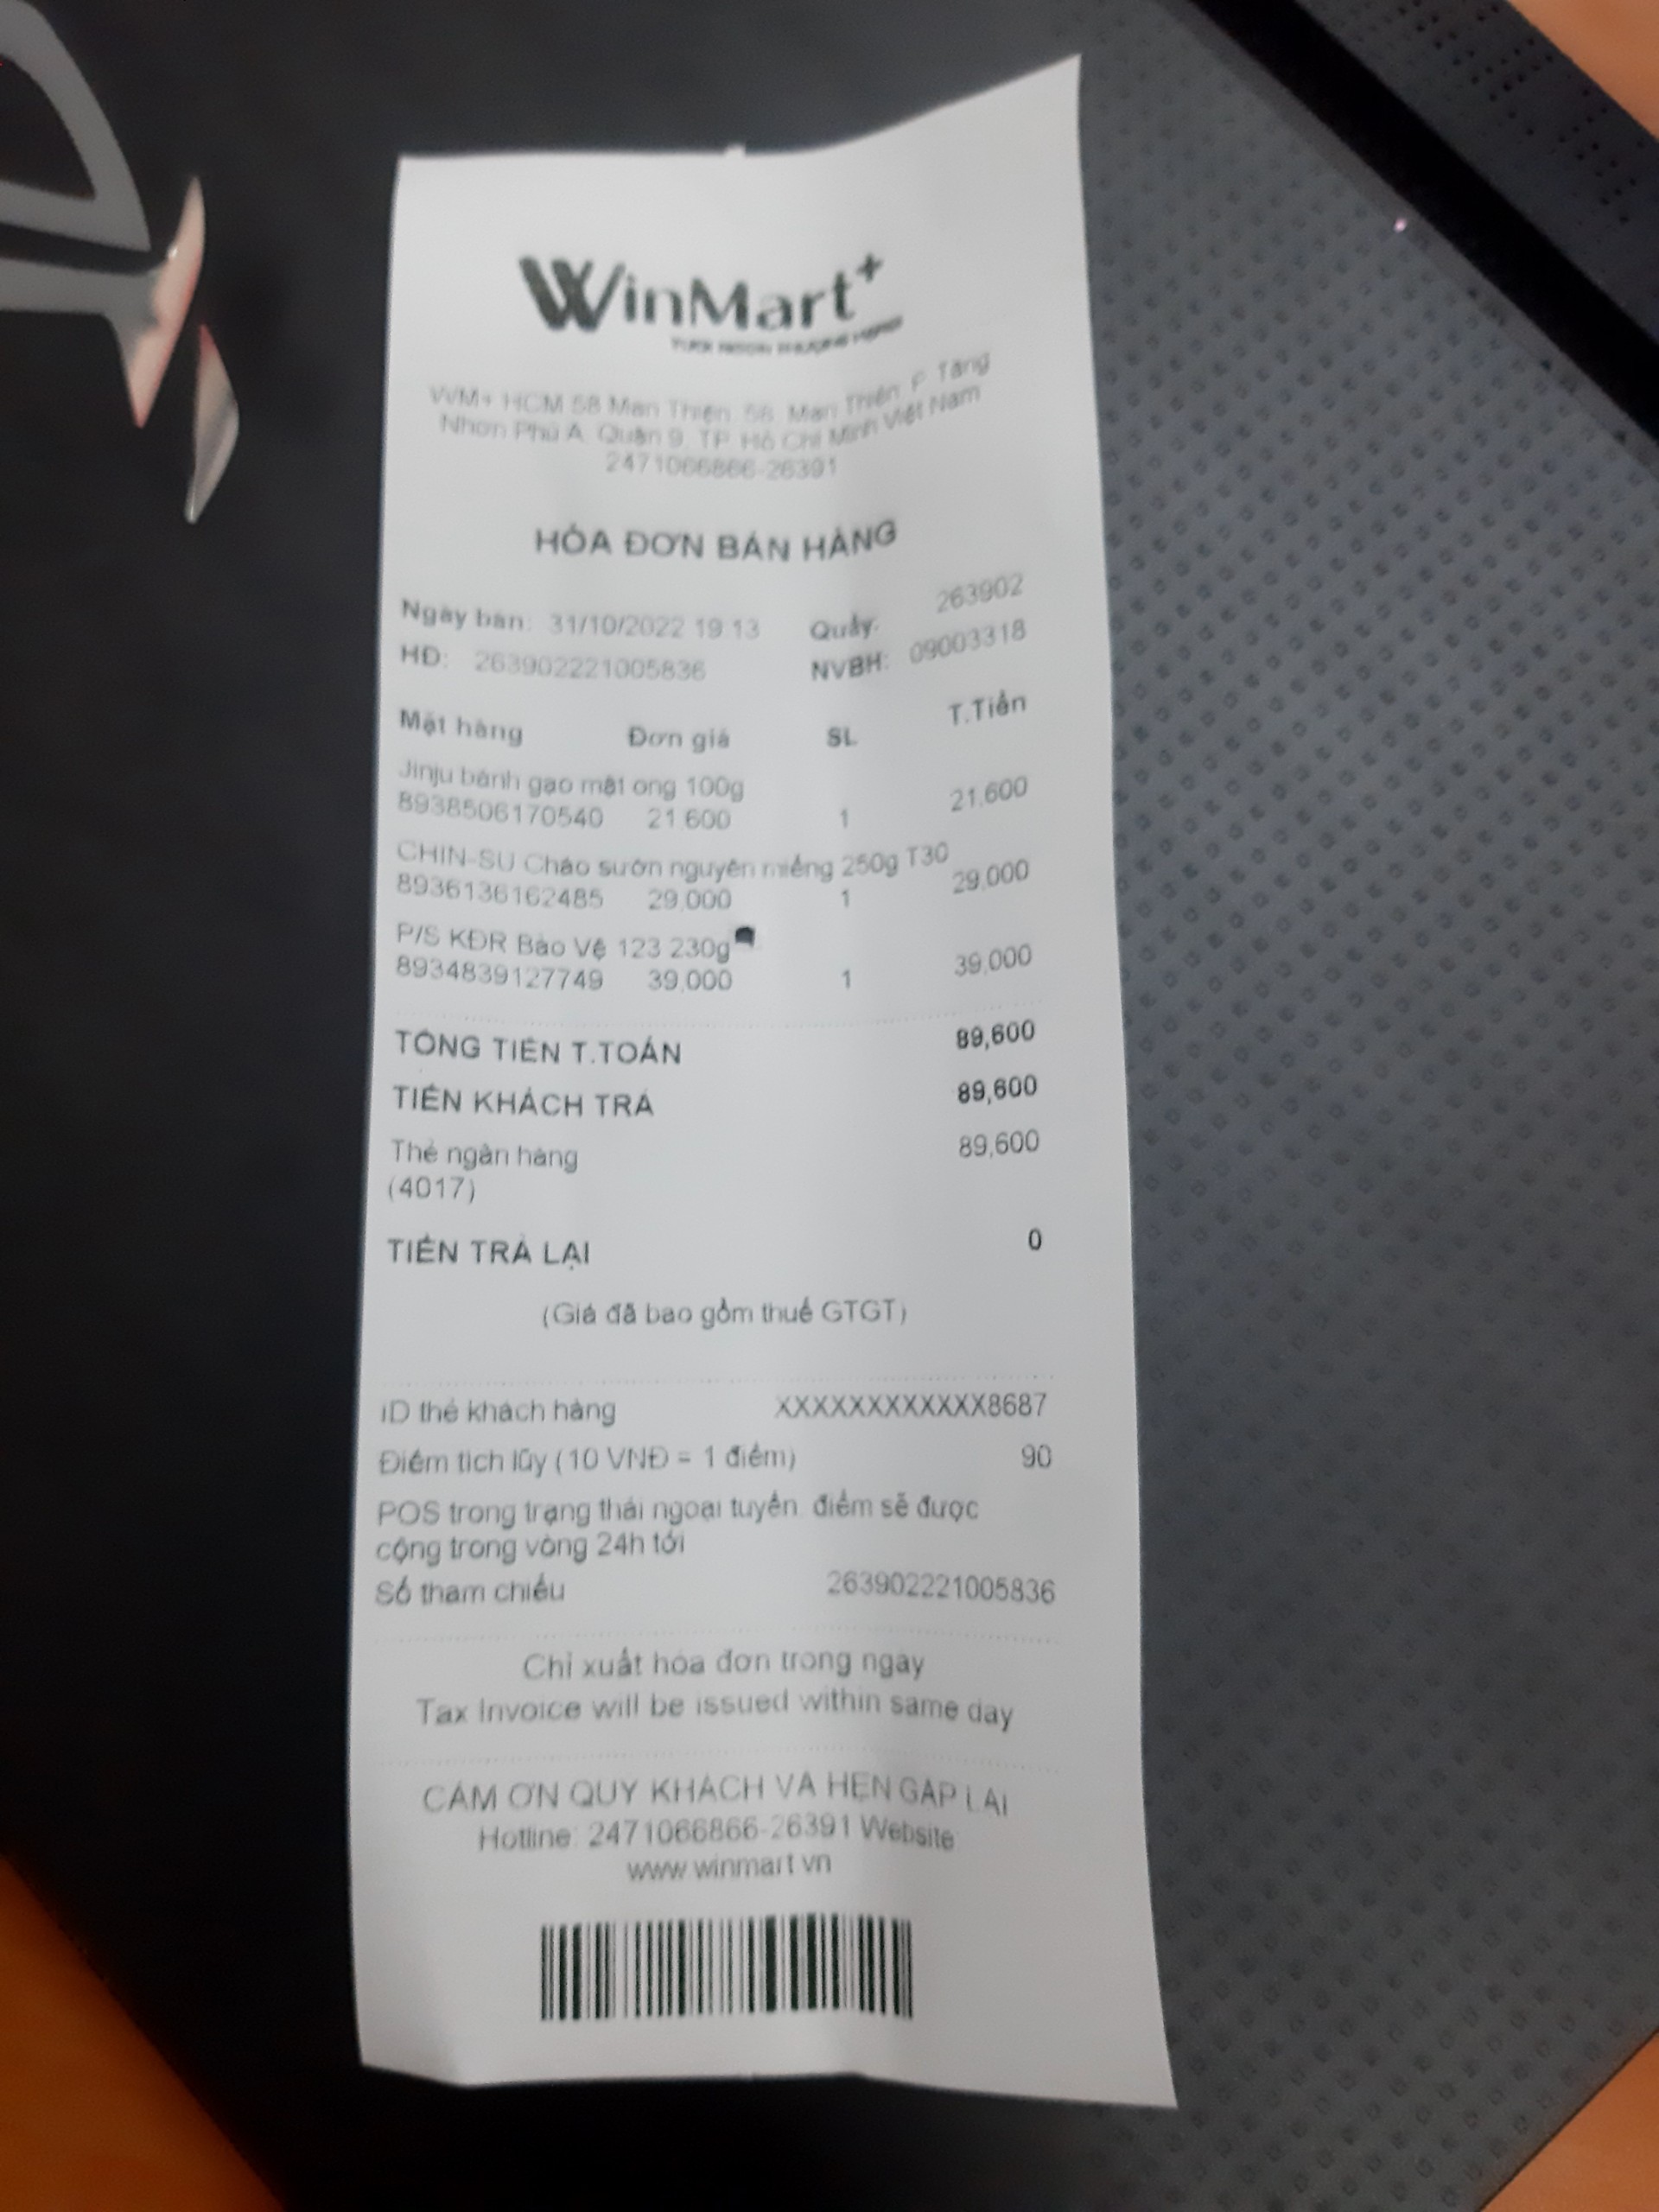 WinMart+
WM+ HCM 58 Man Thiện, 58, Man Thiện, P. Tăng
Nhơn Phú A, Quận 9, TP. Hồ Chí Minh Việt Nam
2471066866-26391
HÓA ĐƠN BÁN HÀNG
Ngày bán: 31/10/2022 19:13 Quầy: 263902
HĐ: 263902221005836 NVBH: 09003318
Mặt hàng Đơn giá SL T.Tiền
Jinju bánh gạo mật ong 100g
8938506170540 21,600 1 21,600
CHIN-SU Cháo sườn nguyên miếng 250g T30
8936136162485 29,000 1 29,000
P/S KĐR Bảo Vệ 123 230g
8934839127749 39,000 1 39,000
TỔNG TIỀN T.TOÁN 89,600
TIỀN KHÁCH TRẢ 89,600
Thẻ ngân hàng 89,600
(4017)
TIỀN TRẢ LẠI 0
(Giá đã bao gồm thuế GTGT)
ID thẻ khách hàng XXXXXXXXXXXX8687
Điểm tích lũy (10 VNĐ = 1 điểm) 90
POS trong trạng thái ngoại tuyến. điểm sẽ được
cộng trong vòng 24h tới
Số tham chiếu 263902221005836
Chỉ xuất hóa đơn trong ngày
Tax Invoice will be issued within same day
CẢM ƠN QUÝ KHÁCH VÀ HẸN GẶP LẠI
Hotline: 2471066866-26391 Website:
www.winmart.vn